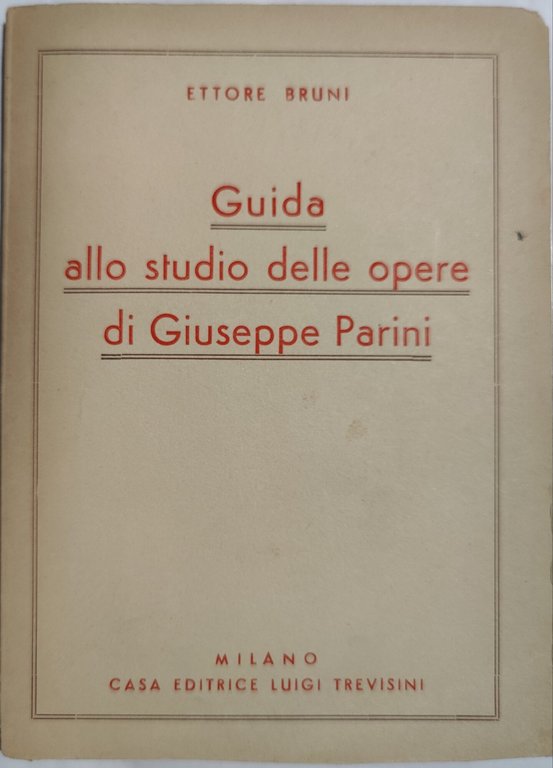 ETTORE BRUNI
Guida
allo studio delle opere
di Giuseppe Parini
MILANO
CASA EDITRICE LUIGI TREVISINI